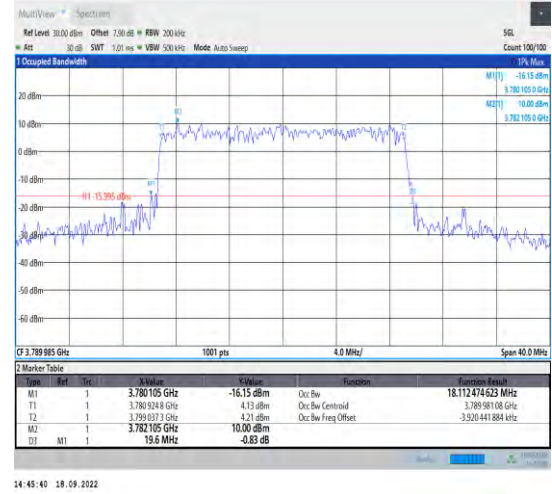 MultiView Spectrum
Ref Level 30.00 dBm Offset 7.90 dB RBW 200 kHz SGL
Att 30 dB SWT 1.01 ms VBW 500 kHz Mode Auto Sweep Count 100/100
1 Occupied Bandwidth 1Pk Max
M1[1] -16.15 dBm
3.780 105 0 GHz
M2[1] 10.00 dBm
3.782 105 0 GHz
20 dBm
M2
10 dBm
0 dBm
-10 dBm
M1
H1 -15.995 dBm
-20 dBm
-30 dBm
-40 dBm
-50 dBm
-60 dBm
CF 3.789 985 GHz 1001 pts 4.0 MHz/ Span 40.0 MHz
2 Marker Table
Type Ref Trc X-Value Y-Value Function Function Result
M1 1 3.780105 GHz -16.15 dBm Occ Bw 18.112 474 623 MHz
T1 1 3.780 924 8 GHz 4.13 dBm Occ Bw Centroid 3.789 981 08 GHz
T2 1 3.799 037 3 GHz 4.21 dBm Occ Bw Freq Offset -3.920 441 884 kHz
M2 1 3.782 105 GHz 10.00 dBm
D3 M1 1 19.6 MHz -0.83 dB
14:45:40 18.09.2022